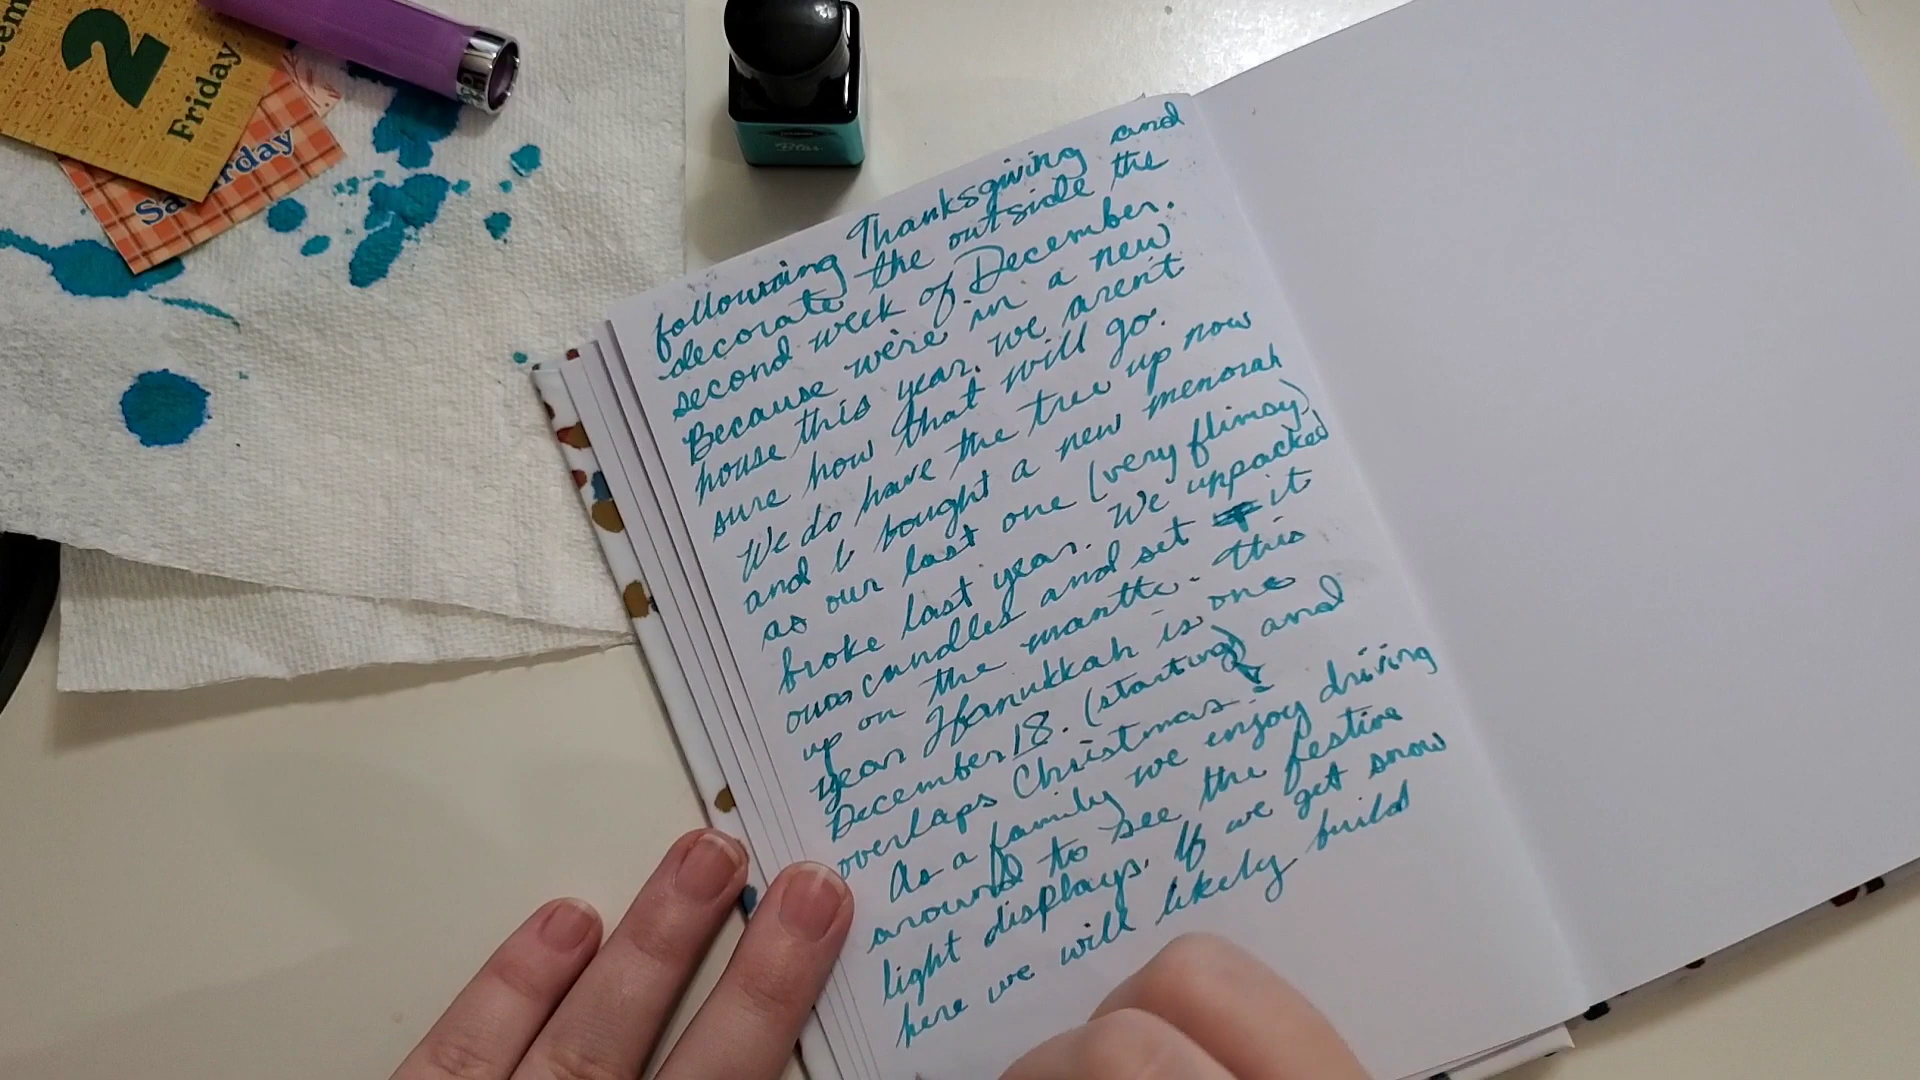 2
Friday
Saturday
Blas
following Thanksgiving and
decorate the outside the
second week of December.
Because we're in a new
house this year, we aren't
sure how that will go.
We do have the tree up now
and I bought a new menorah
as our last one (very flimsy)
broke last year. We uppacked
candles and set it
up on the mantle. This
year Hanukkah is one
December 18. (starting) and
overlaps Christmas.
As a family we enjoy driving
around to see the festive
light displays. If we get snow
here we will likely build